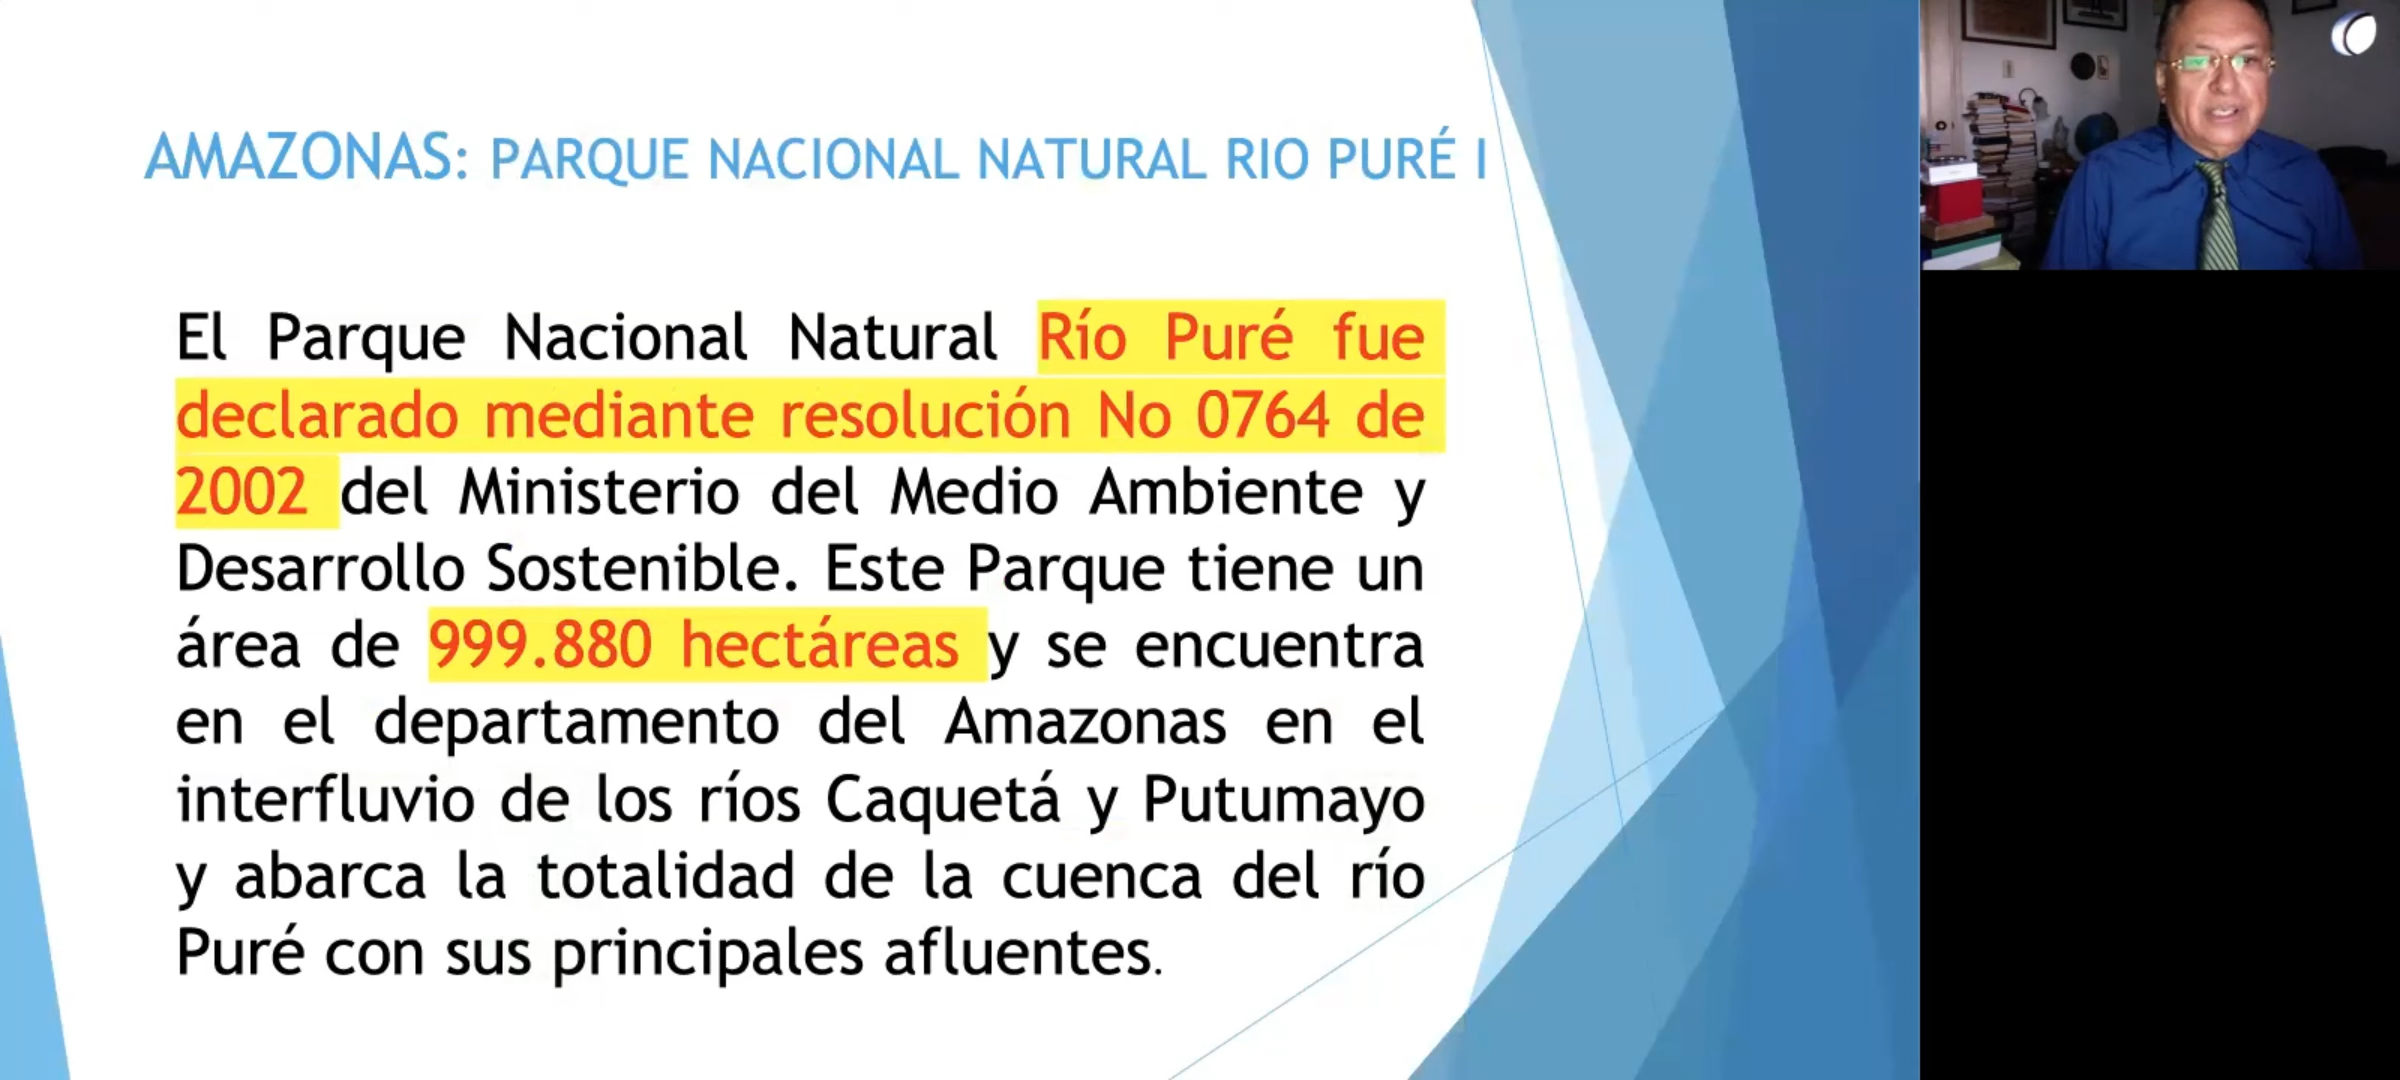 AMAZONAS: PARQUE NACIONAL NATURAL RIO PURÉ I
El Parque Nacional Natural Río Puré fue
declarado mediante resolución No 0764 de
2002 del Ministerio del Medio Ambiente y
Desarrollo Sostenible. Este Parque tiene un
área de 999.880 hectáreas y se encuentra
en el departamento del Amazonas en el
interfluvio de los ríos Caquetá y Putumayo
y abarca la totalidad de la cuenca del río
Puré con sus principales afluentes.